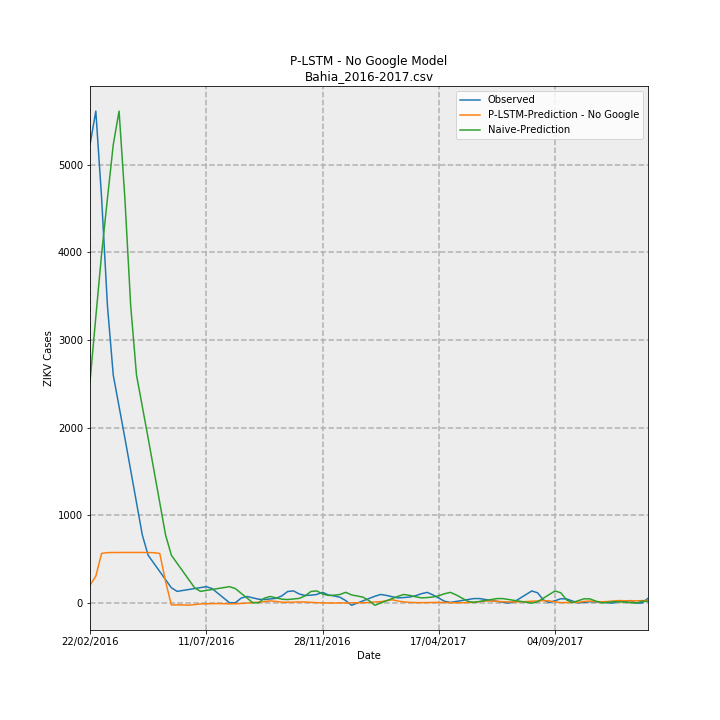 P-LSTM - No Google Model
Bahia_2016-2017.csv
Observed
P-LSTM-Prediction - No Google
Naive-Prediction
ZIKV Cases
5000
4000
3000
2000
1000
0
22/02/2016
11/07/2016
28/11/2016
17/04/2017
04/09/2017
Date